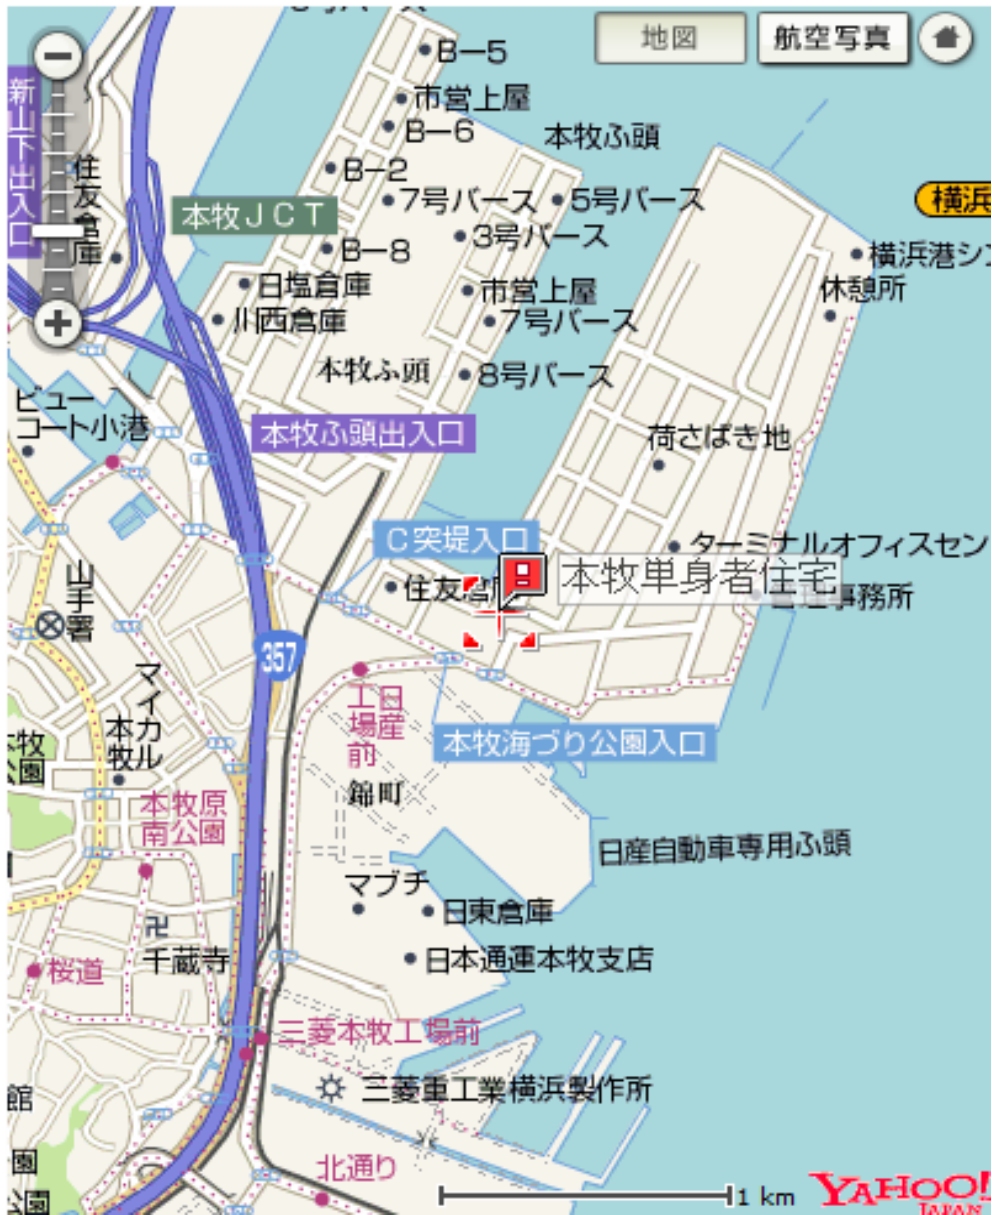 地図
航空写真
B-5
市営上屋
B-6
本牧ふ頭
新山下出入口
住友倉庫
B-2
本牧JCT
7号バース
5号バース
横浜
3号バース
B-8
横浜港シン
日塩倉庫
市営上屋
休憩所
川西倉庫
7号バース
本牧ふ頭
8号バース
ビュー
コート小港
本牧ふ頭出入口
荷さばき地
C突堤入口
ターミナルオフィスセン
住友倉庫
本牧単身者住宅
管理事務所
山手署
357
日産
工場前
マイカル
本牧
本牧海づり公園入口
本牧
公園
錦町
本牧原
南公園
日産自動車専用ふ頭
マブチ
日東倉庫
千蔵寺
日本通運本牧支店
桜道
三菱本牧工場前
三菱重工業横浜製作所
館
園
北通り
公園
1 km
YAHOO!
JAPAN